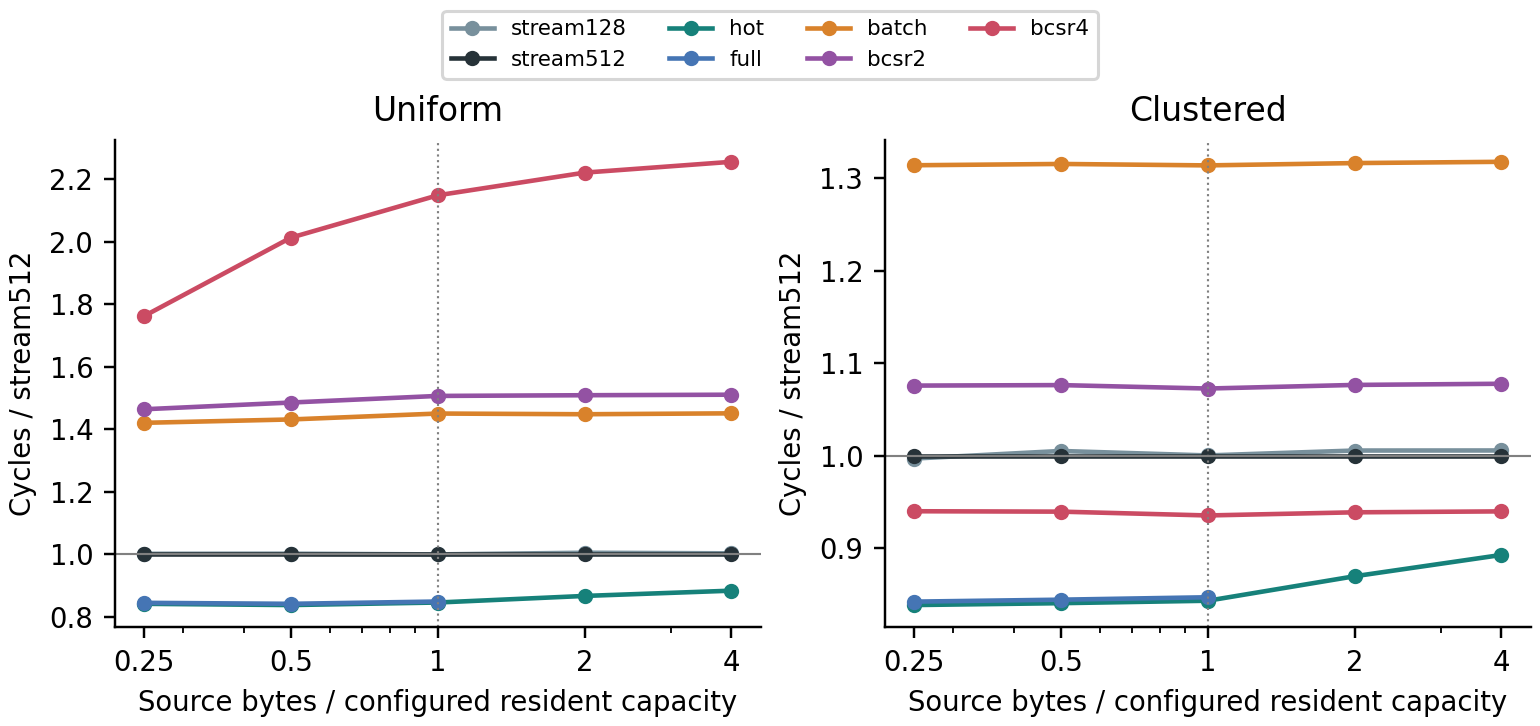 stream128 hot batch bcsr4
stream512 full bcsr2
Uniform
Cycles / stream512
2.2
2.0
1.8
1.6
1.4
1.2
1.0
0.8
0.25 0.5 1 2 4
Source bytes / configured resident capacity
Clustered
Cycles / stream512
1.3
1.2
1.1
1.0
0.9
0.25 0.5 1 2 4
Source bytes / configured resident capacity